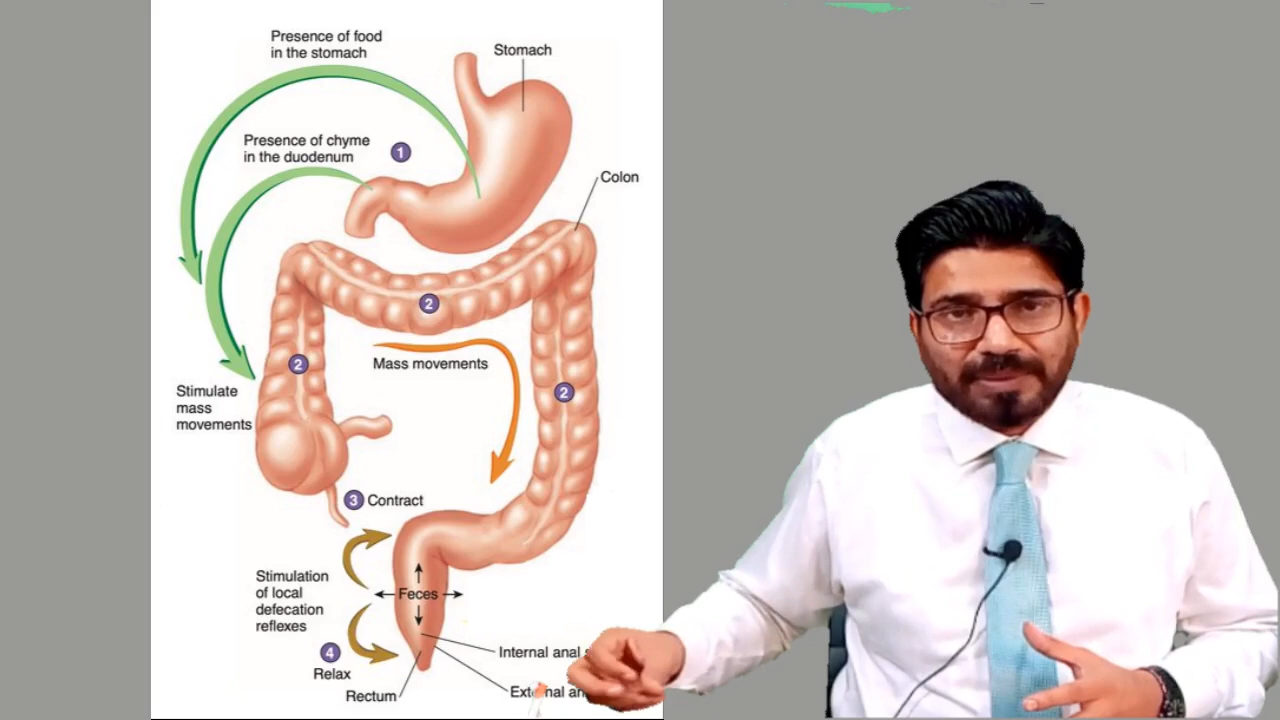 Presence of food
in the stomach
Stomach
Presence of chyme
in the duodenum
1
Colon
2
Mass movements
2
2
Stimulate
mass
movements
3 Contract
Stimulation
of local
defecation
reflexes
Feces
4
Relax
Internal anal
Rectum